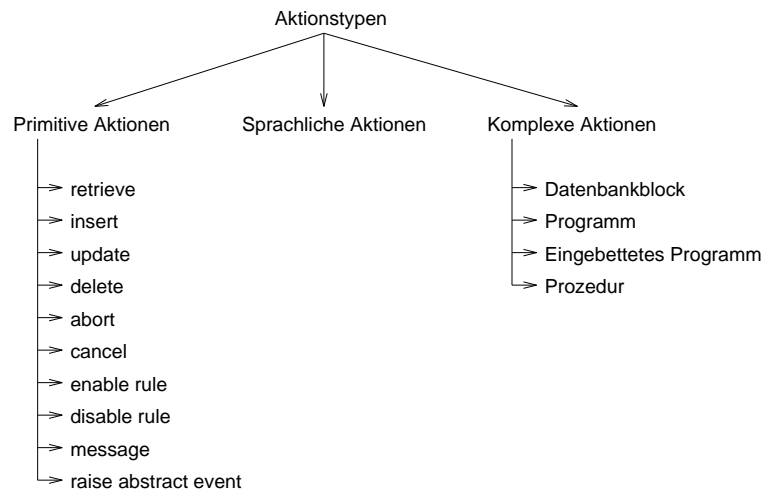 Aktionstypen
Primitive Aktionen
Sprachliche Aktionen
Komplexe Aktionen
retrieve
insert
update
delete
abort
cancel
enable rule
disable rule
message
raise abstract event
Datenbankblock
Programm
Eingebettetes Programm
Prozedur